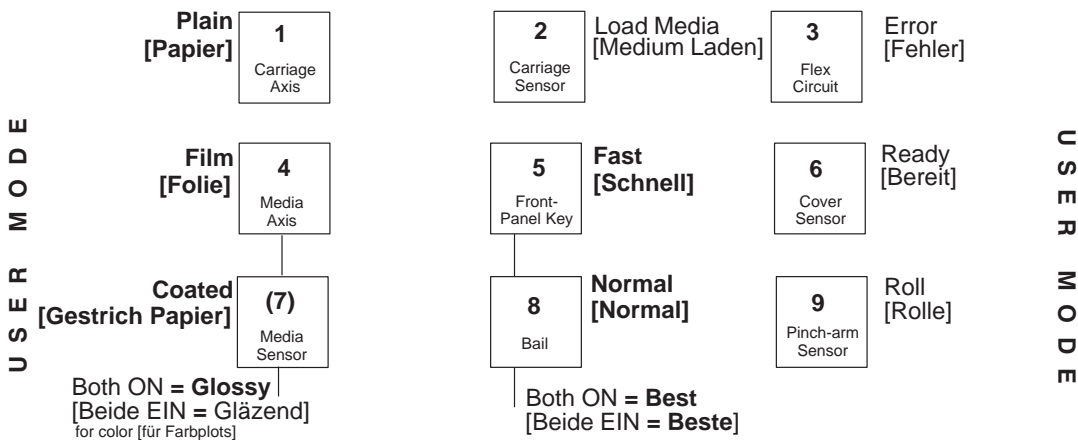 USER MODE
Plain
[Papier]
1
Carriage
Axis
2
Carriage
Sensor
Load Media
[Medium Laden]
3
Flex
Circuit
Error
[Fehler]
Film
[Folie]
4
Media
Axis
5
Front-
Panel Key
Fast
[Schnell]
6
Cover
Sensor
Ready
[Bereit]
Coated
[Gestrich Papier]
(7)
Media
Sensor
8
Bail
Normal
[Normal]
9
Pinch-arm
Sensor
Roll
[Rolle]
Both ON = Glossy
[Beide EIN = Gläzend]
for color [für Farbplots]
Both ON = Best
[Beide EIN = Beste]
USER MODE